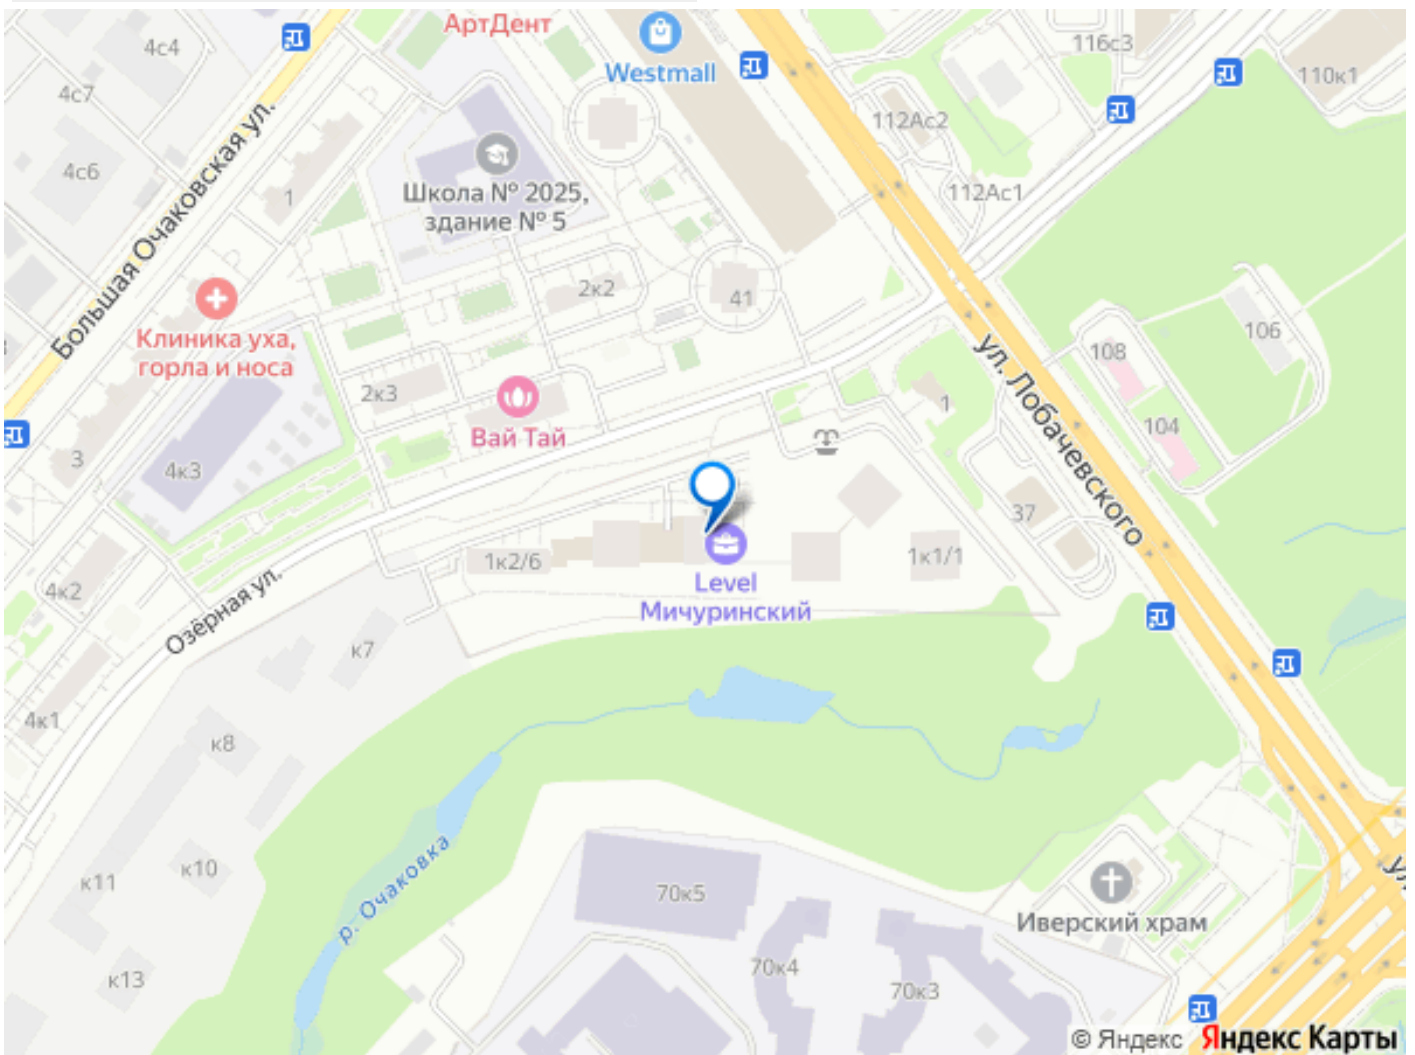 АртДент
4с4
Westmall
116с3
110к1
4с7
112Ас2
4с6
Большая Очаковская ул.
1
Школа № 2025,
здание № 5
112Ас1
2к2
41
Клиника уха,
горла и носа
ул. Лобачевского
108
106
2к3
Вай Тай
1
104
3
4к3
37
1к2/6
Level
Мичуринский
1к1/1
4к2
Озёрная ул.
к7
4к1
к8
р. Очаковка
к10
к11
70к5
Иверский храм
к13
70к4
70к3
© Яндекс Яндекс Карты